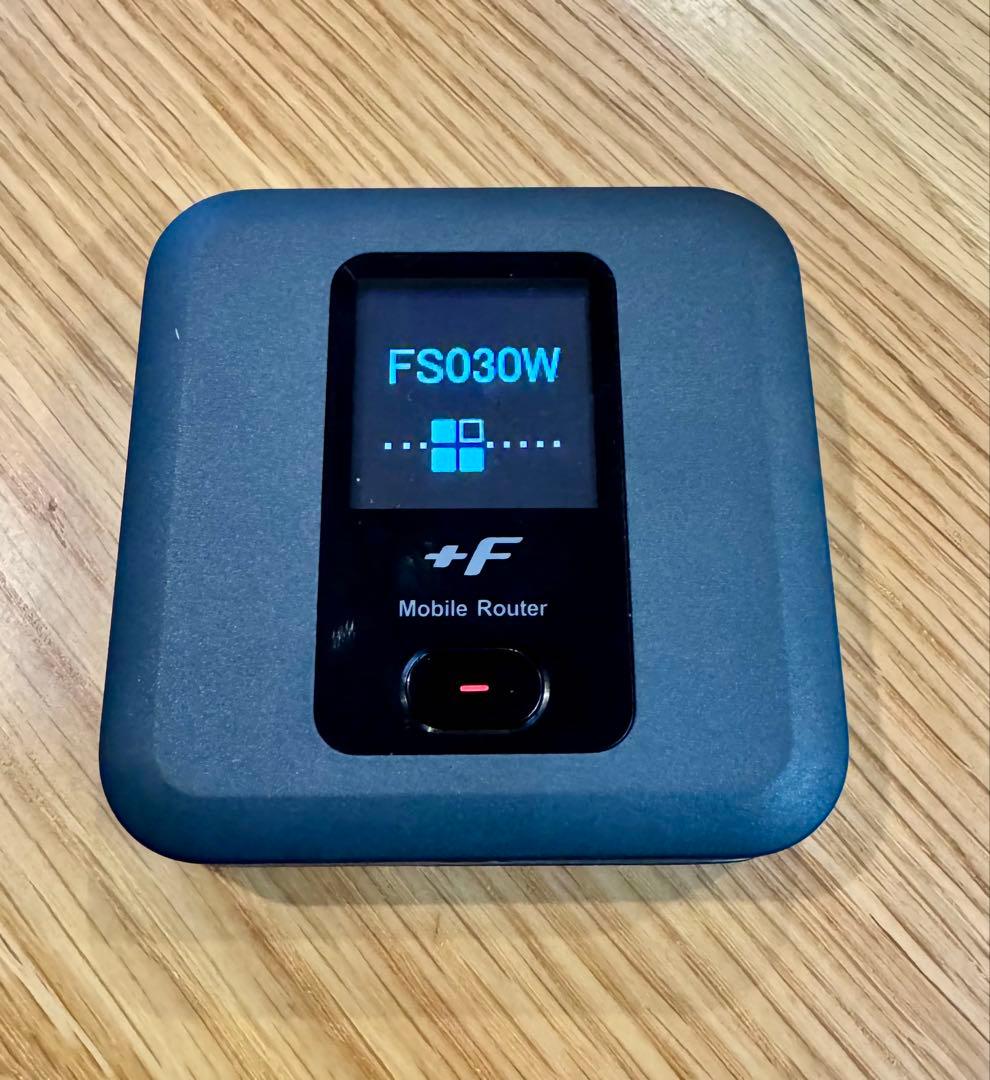 FS030W
+F
Mobile Router